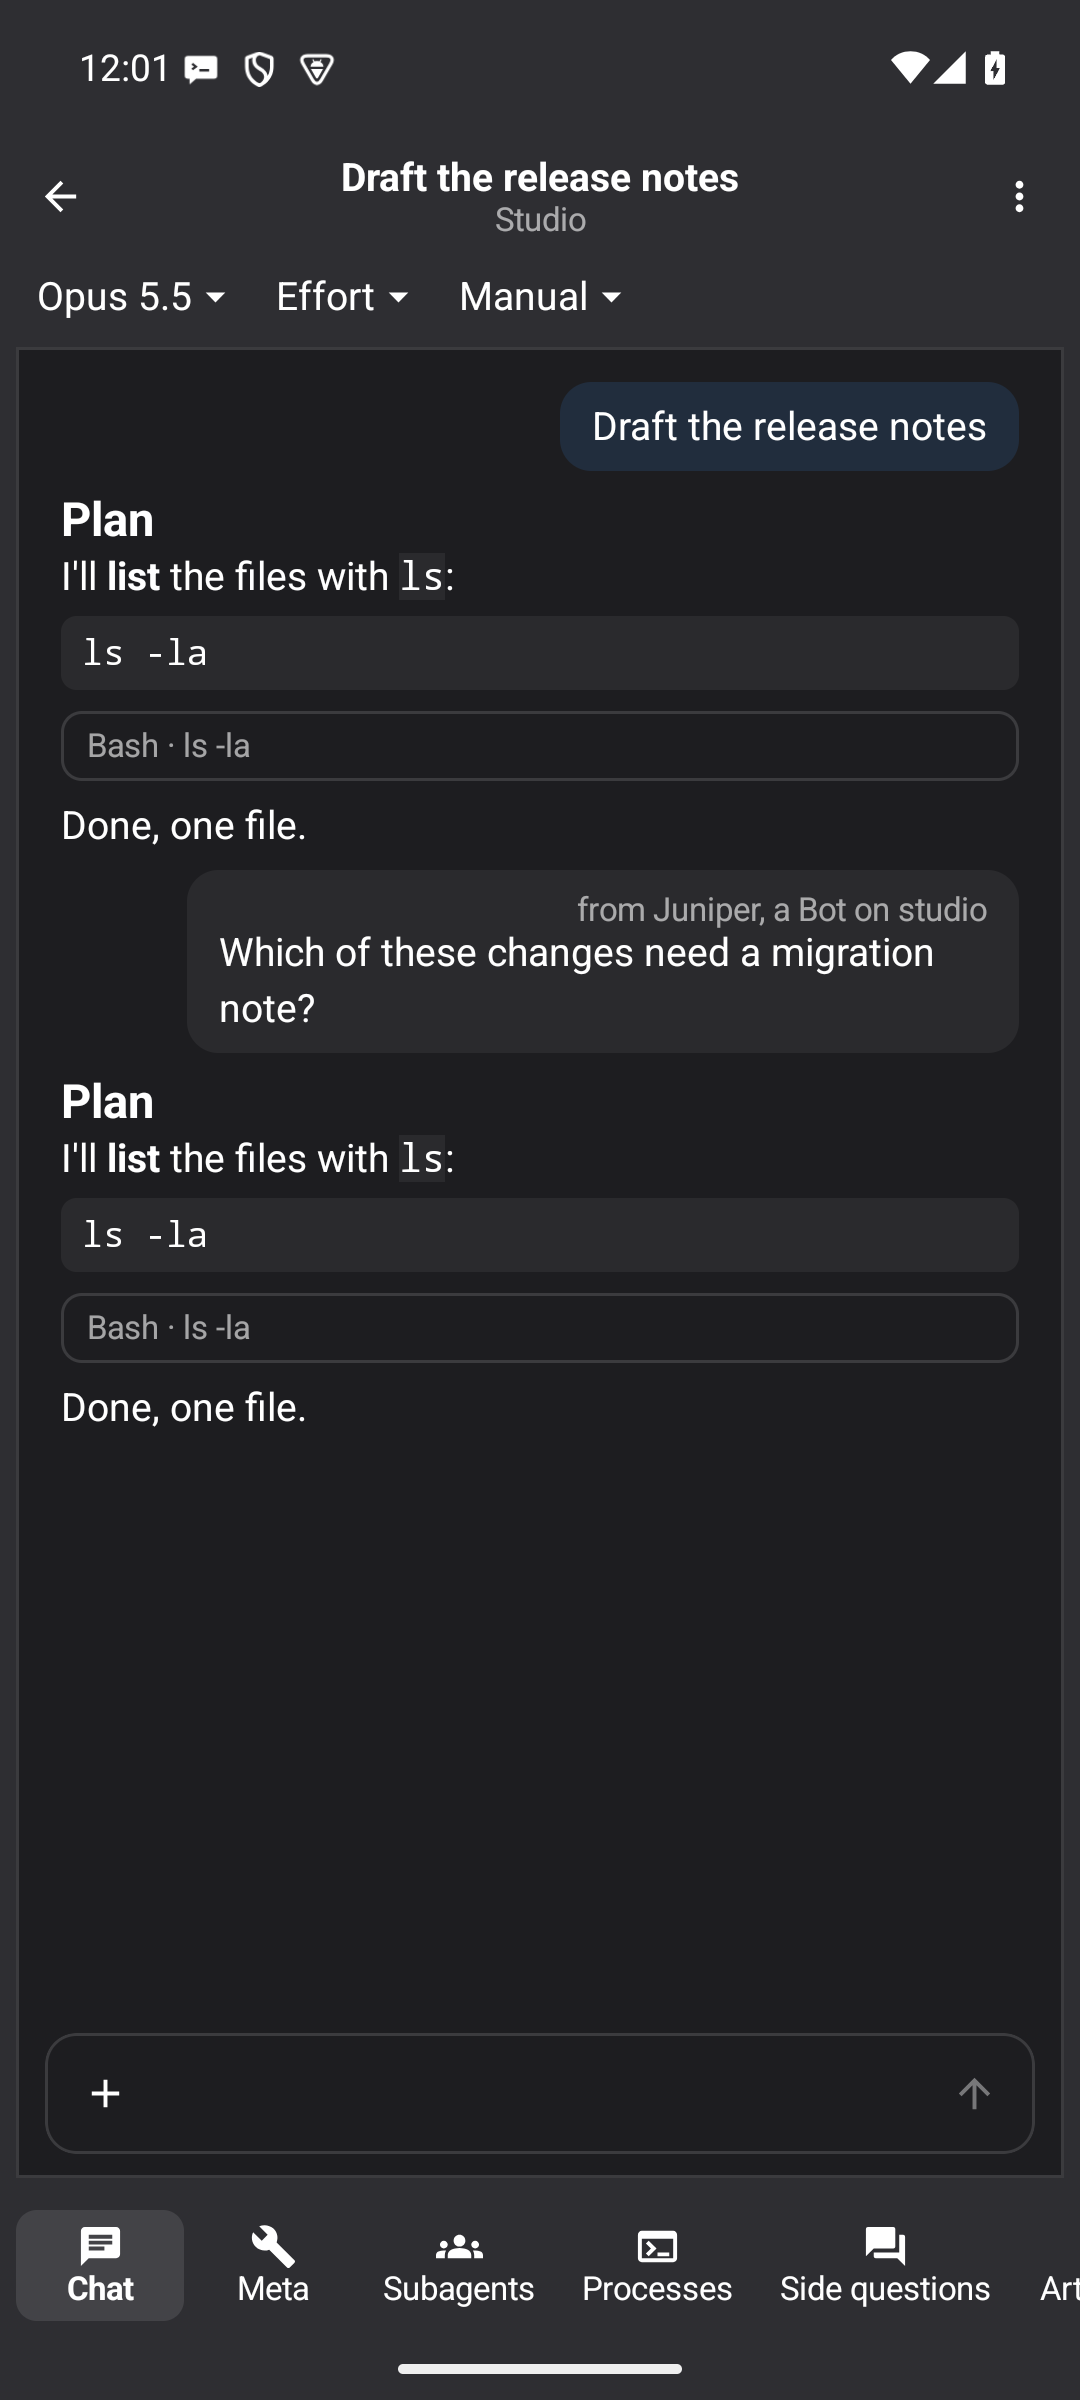 12:01
Draft the release notes
Studio
Opus 5.5 Effort Manual
Draft the release notes
Plan
I'll list the files with ls:
ls -la
Bash · ls -la
Done, one file.
from Juniper, a Bot on studio
Which of these changes need a migration
note?
Plan
I'll list the files with ls:
ls -la
Bash · ls -la
Done, one file.
Chat Meta Subagents Processes Side questions Art